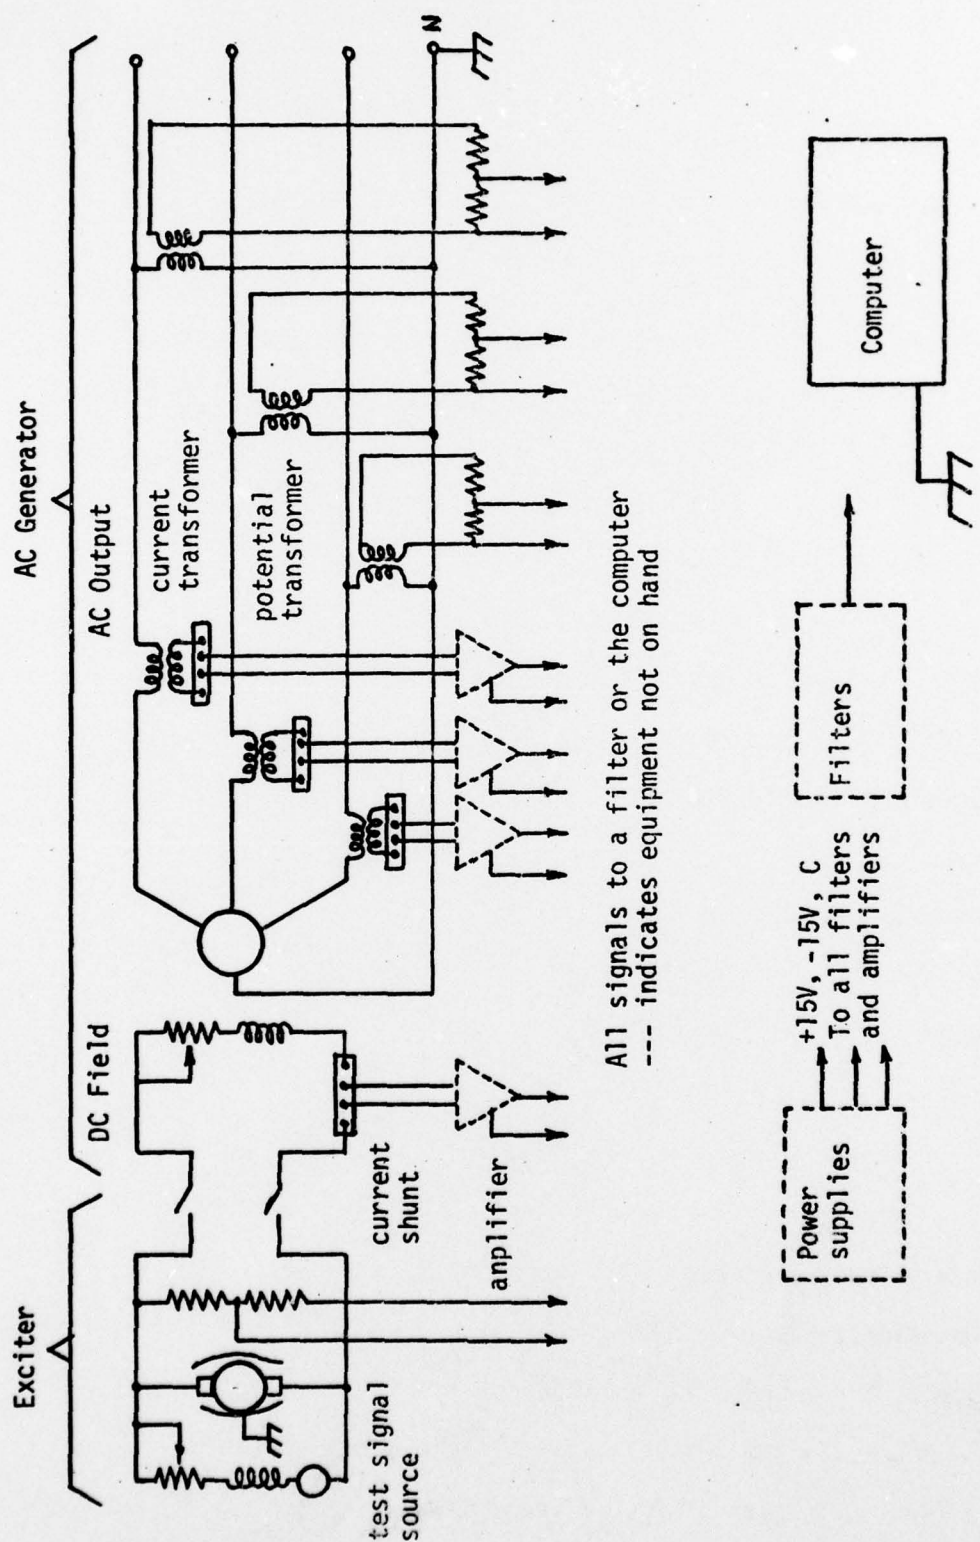 Exciter
AC Generator
DC Field
AC Output
N
current
transformer
potential
transformer
test signal
source
current
shunt
anplifier
All signals to a filter or the computer
--- indicates equipment not on hand
Power
supplies
+15V, -15V, C
To all filters
and amplifiers
Filters
Computer